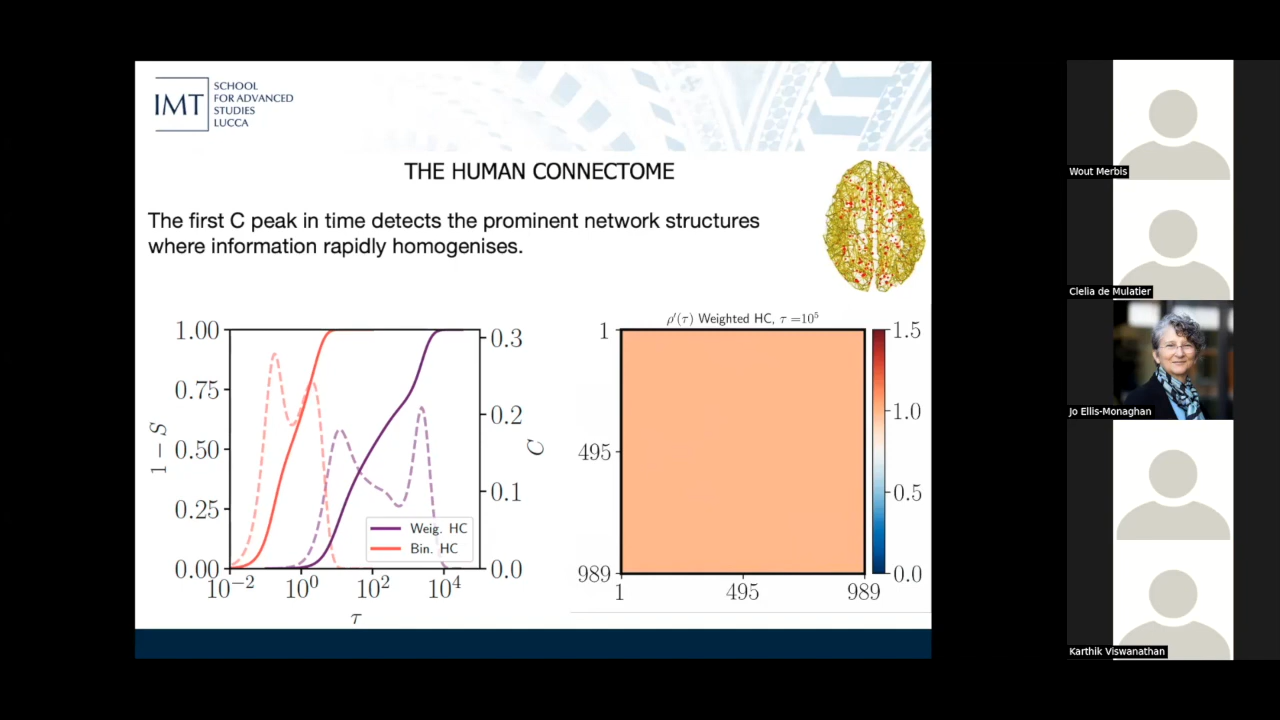 IMT
SCHOOL
FOR ADVANCED
STUDIES
LUCCA
THE HUMAN CONNECTOME
The first C peak in time detects the prominent network structures
where information rapidly homogenises.
1.00
0.75
0.50
0.25
0.00
1 − S
0.3
0.2
0.1
0.0
C
Weig. HC
Bin. HC
10⁻² 10⁰ 10² 10⁴
τ
ρ′(τ) Weighted HC, τ =10⁵
1
495
989
1 495 989
1.5
1.0
0.5
0.0
Wout Merbis
Clelia de Mulatier
Jo Ellis-Monaghan
Karthik Viswanathan